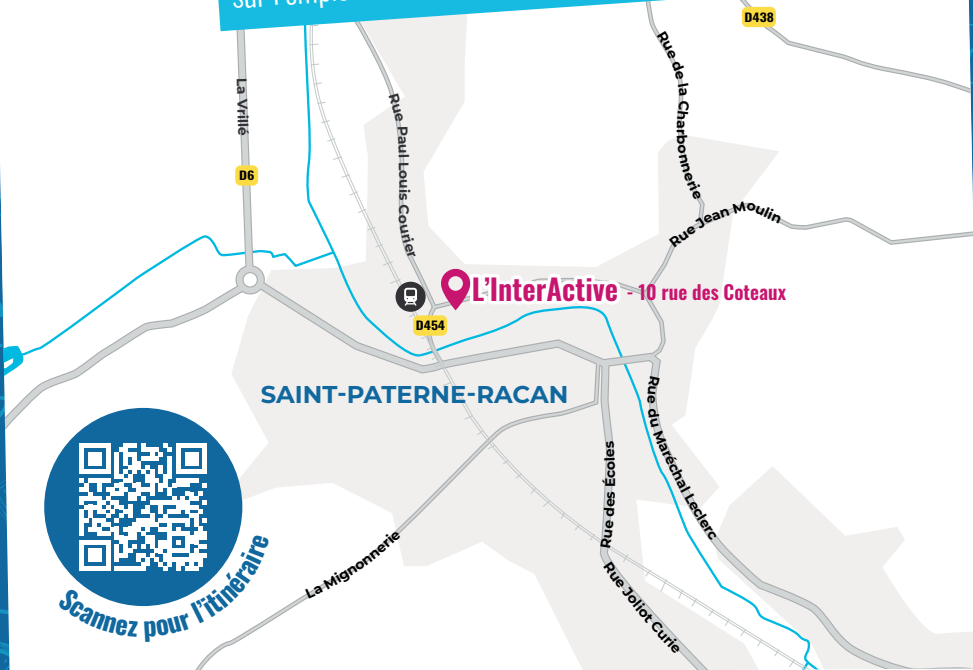 D438
Rue de la Charbonnerie
La Vrillé
Rue Paul Louis Courier
D6
Rue Jean Moulin
L'InterActive - 10 rue des Coteaux
D454
SAINT-PATERNE-RACAN
Rue du Maréchal Leclerc
Rue des Écoles
La Mignonnerie
Rue Joliot Curie
Scannez pour l'itinéraire